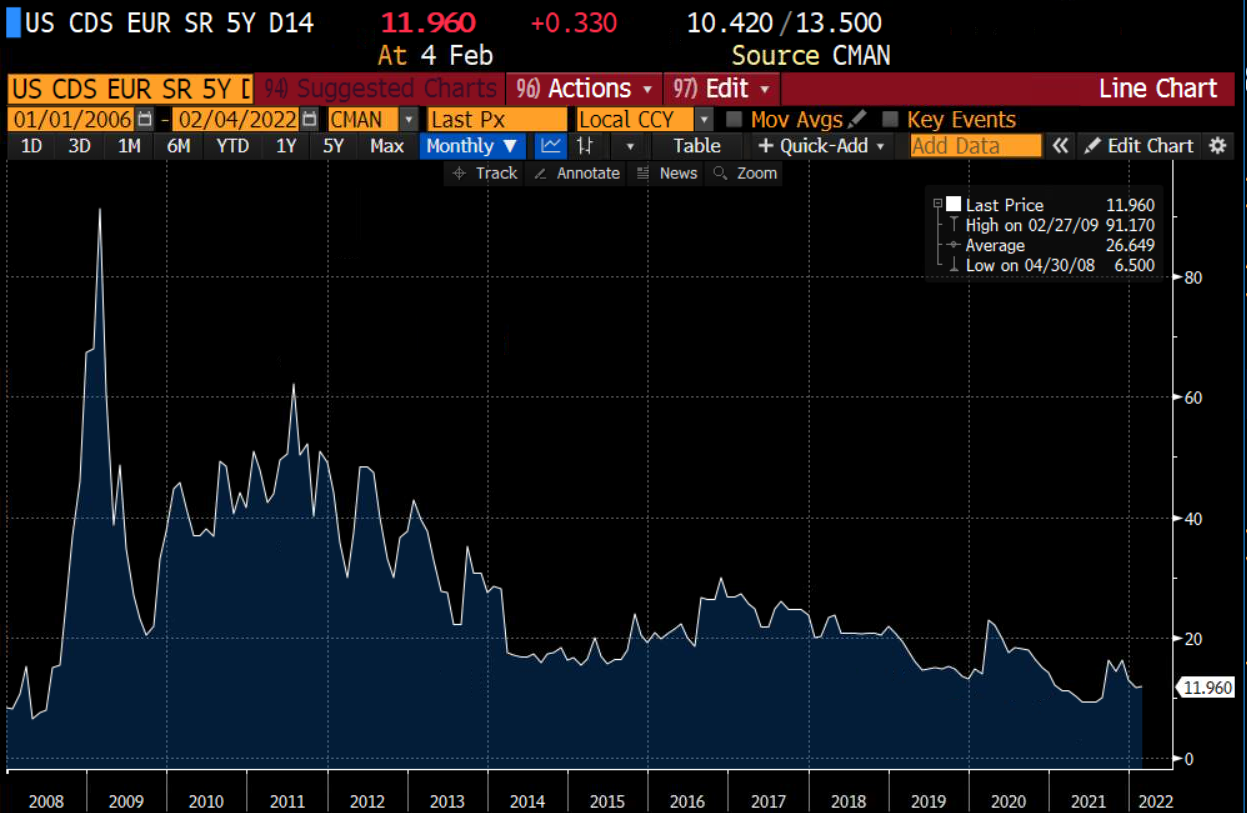 US CDS EUR SR 5Y D14 11.960 +0.330 10.420 / 13.500
At 4 Feb Source CMAN
US CDS EUR SR 5Y D 94) Suggested Charts 96) Actions 97) Edit Line Chart
01/01/2006 - 02/04/2022 CMAN Last Px Local CCY Mov Avgs Key Events
1D 3D 1M 6M YTD 1Y 5Y Max Monthly ▼ Table + Quick-Add Add Data « Edit Chart
Track Annotate News Zoom
Last Price 11.960
High on 02/27/09 91.170
Average 26.649
Low on 04/30/08 6.500
80
60
40
20
11.960
0
2008 2009 2010 2011 2012 2013 2014 2015 2016 2017 2018 2019 2020 2021 2022